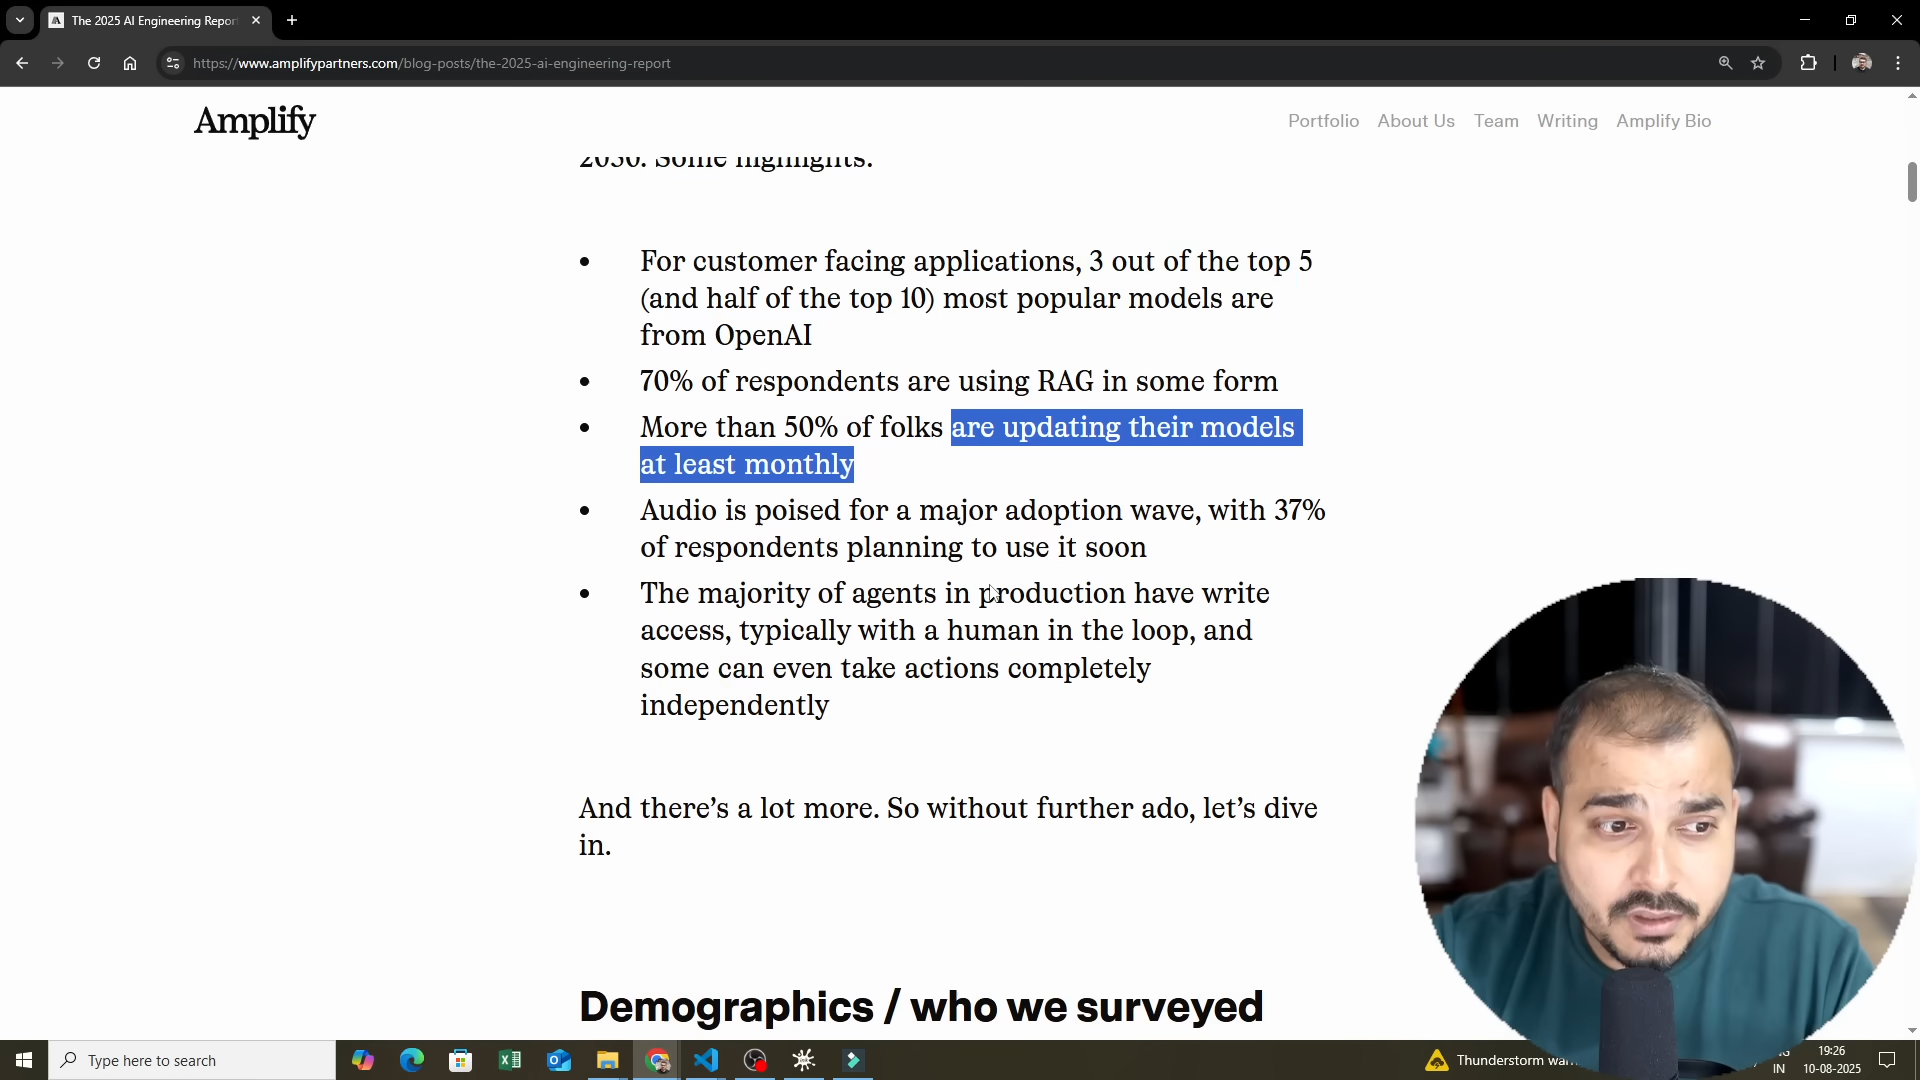 The 2025 AI Engineering Repor
https://www.amplifypartners.com/blog-posts/the-2025-ai-engineering-report
Amplify
Portfolio
About Us
Team
Writing
Amplify Bio
2030. Some highlights:
• For customer facing applications, 3 out of the top 5
(and half of the top 10) most popular models are
from OpenAI
• 70% of respondents are using RAG in some form
• More than 50% of folks are updating their models
at least monthly
• Audio is poised for a major adoption wave, with 37%
of respondents planning to use it soon
• The majority of agents in production have write
access, typically with a human in the loop, and
some can even take actions completely
independently
And there’s a lot more. So without further ado, let’s dive
in.
Demographics / who we surveyed
Type here to search
Thunderstorm
19:26
IN
10-08-2025